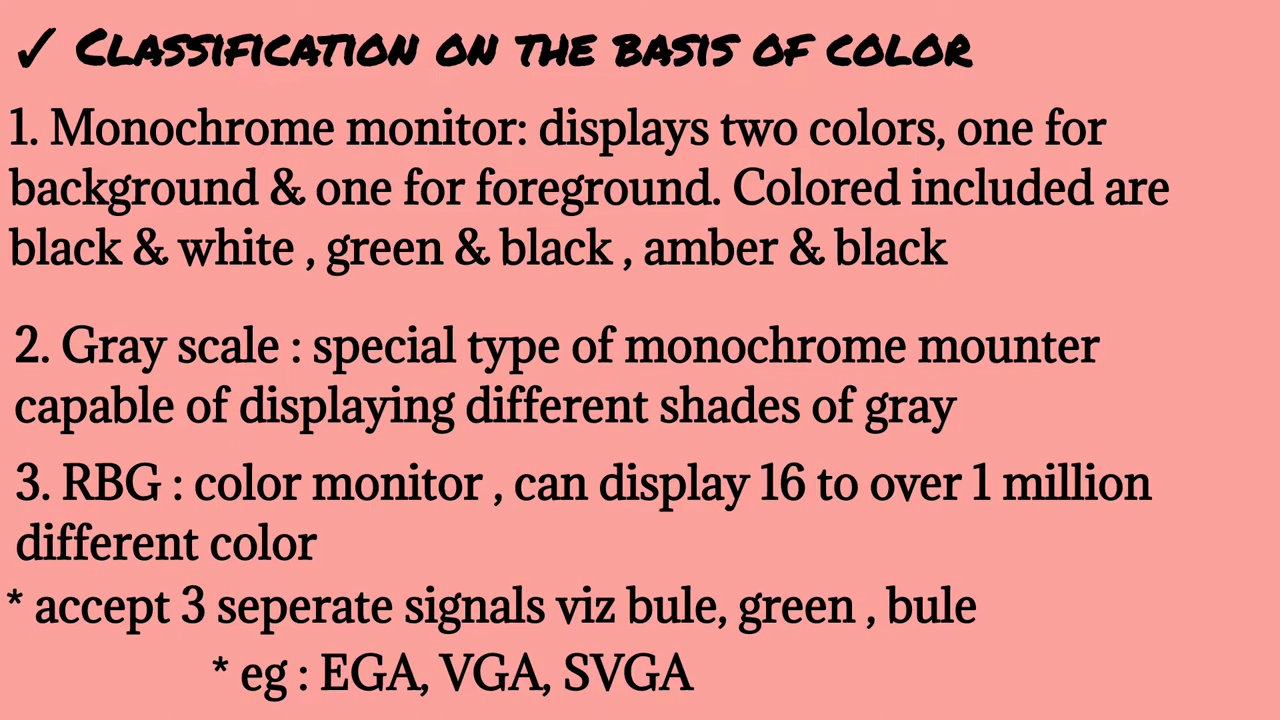 ✓ Classification on the basis of color
1. Monochrome monitor: displays two colors, one for
background & one for foreground. Colored included are
black & white , green & black , amber & black
2. Gray scale : special type of monochrome mounter
capable of displaying different shades of gray
3. RBG : color monitor , can display 16 to over 1 million
different color
* accept 3 seperate signals viz bule, green , bule
* eg : EGA, VGA, SVGA